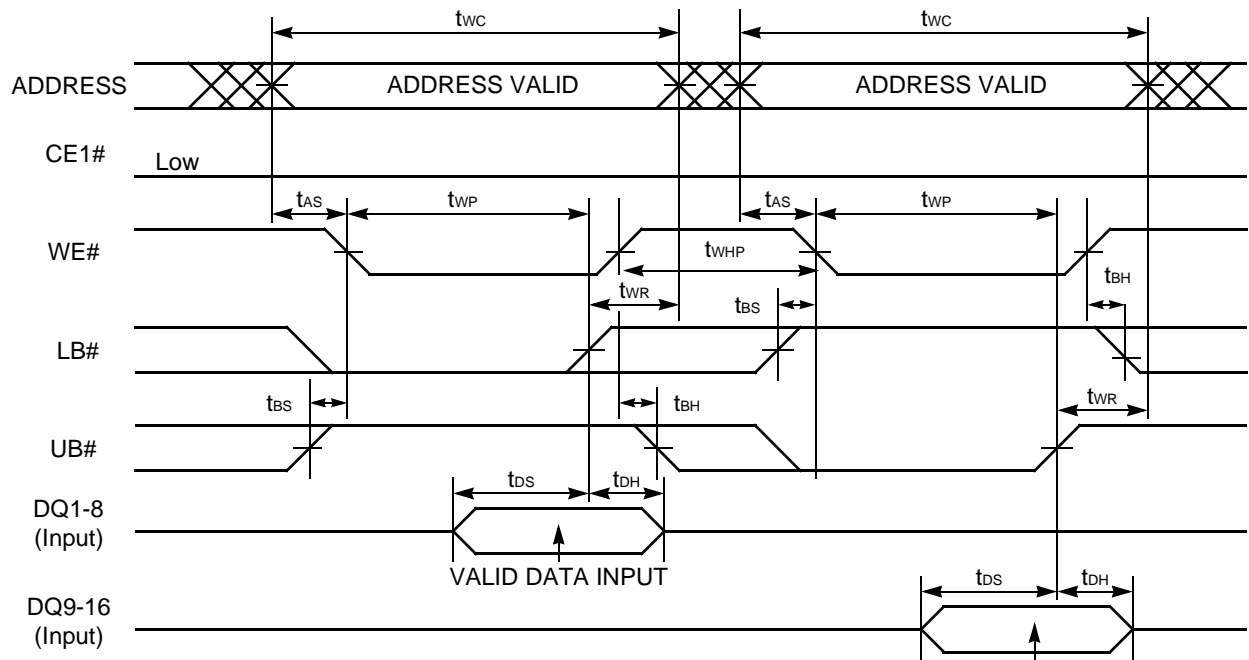 tWC tWC
ADDRESS ADDRESS VALID ADDRESS VALID
CE1# Low
tAS tWP tAS tWP
WE#
tWHP
tWR tBS tBH
LB#
tBS tBH tWR
UB#
tDS tDH
DQ1-8
(Input)
VALID DATA INPUT
tDS tDH
DQ9-16
(Input)